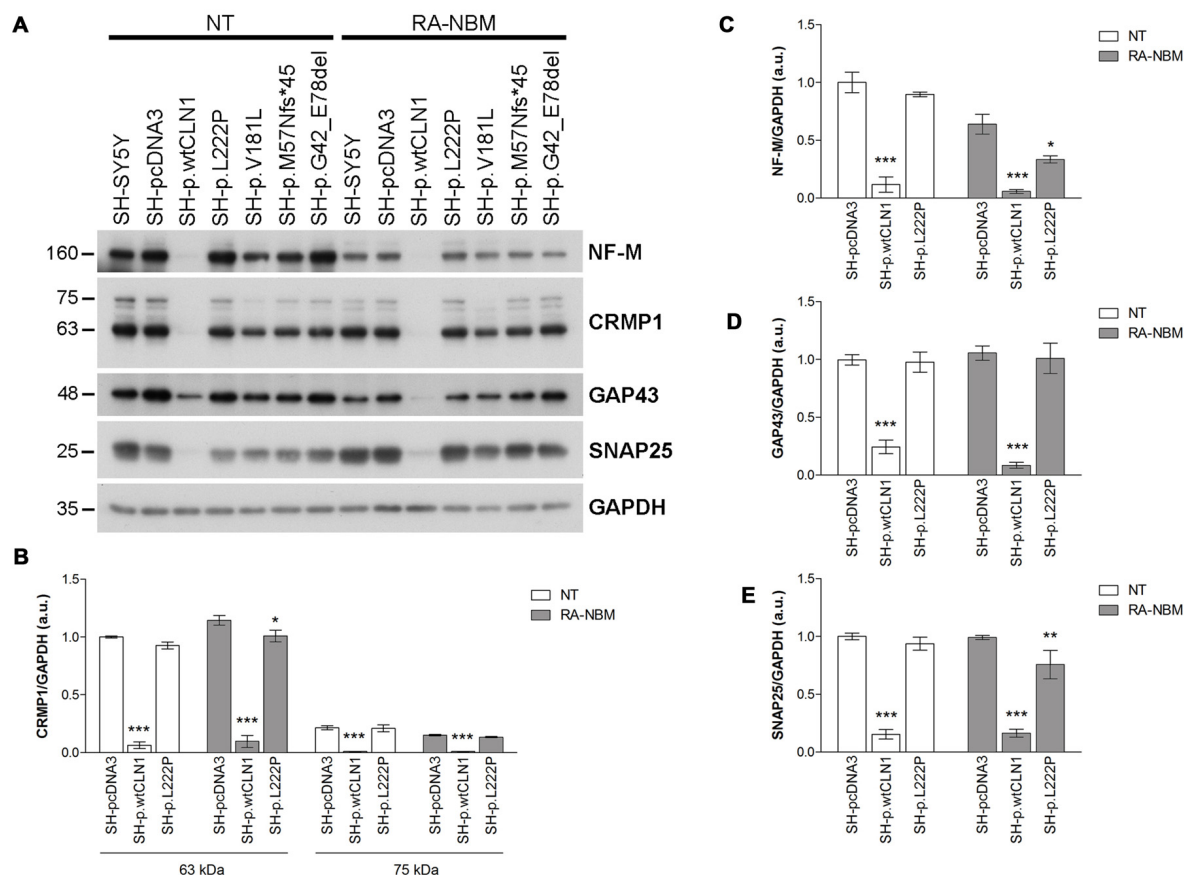 A
NT
RA-NBM
SH-SY5Y
SH-pcDNA3
SH-p.wtCLN1
SH-p.L222P
SH-p.V181L
SH-p.M57Nfs*45
SH-p.G42_E78del
SH-SY5Y
SH-pcDNA3
SH-p.wtCLN1
SH-p.L222P
SH-p.V181L
SH-p.M57Nfs*45
SH-p.G42_E78del
160
NF-M
75
63
CRMP1
48
GAP43
25
SNAP25
35
GAPDH
B
CRMP1/GAPDH (a.u.)
1.5
1.0
0.5
0.0
NT
RA-NBM
***
***
*
***
***
SH-pcDNA3
SH-p.wtCLN1
SH-p.L222P
SH-pcDNA3
SH-p.wtCLN1
SH-p.L222P
SH-pcDNA3
SH-p.wtCLN1
SH-p.L222P
SH-pcDNA3
SH-p.wtCLN1
SH-p.L222P
63 kDa
75 kDa
C
NF-M/GAPDH (a.u.)
1.5
1.0
0.5
0.0
NT
RA-NBM
***
***
*
SH-pcDNA3
SH-p.wtCLN1
SH-p.L222P
SH-pcDNA3
SH-p.wtCLN1
SH-p.L222P
D
GAP43/GAPDH (a.u.)
1.5
1.0
0.5
0.0
NT
RA-NBM
***
***
SH-pcDNA3
SH-p.wtCLN1
SH-p.L222P
SH-pcDNA3
SH-p.wtCLN1
SH-p.L222P
E
SNAP25/GAPDH (a.u.)
1.5
1.0
0.5
0.0
NT
RA-NBM
***
***
**
SH-pcDNA3
SH-p.wtCLN1
SH-p.L222P
SH-pcDNA3
SH-p.wtCLN1
SH-p.L222P